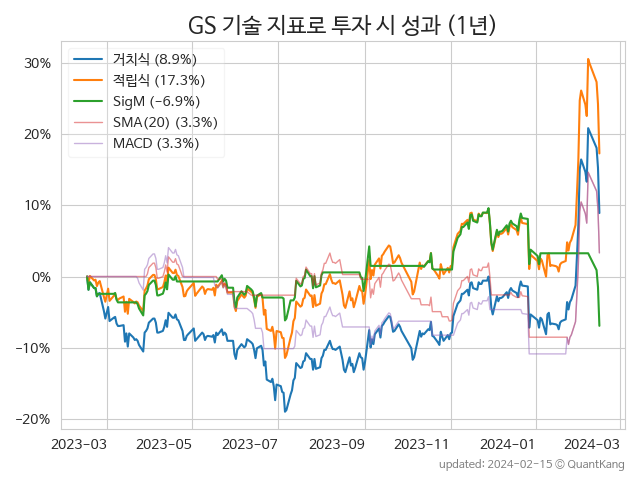 GS 기술 지표로 투자 시 성과 (1년)
거치식 (8.9%)
적립식 (17.3%)
SigM (−6.9%)
SMA(20) (3.3%)
MACD (3.3%)
30%
20%
10%
0%
−10%
−20%
2023-03
2023-05
2023-07
2023-09
2023-11
2024-01
2024-03
updated: 2024-02-15 © QuantKang